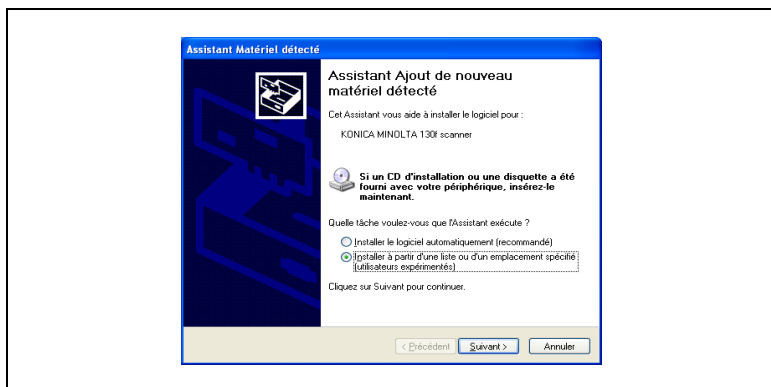 Assistant Matériel détecté
Assistant Ajout de nouveau
matériel détecté
Cet Assistant vous aide à installer le logiciel pour :
KONICA MINOLTA 130f scanner
Si un CD d'installation ou une disquette a été
fourni avec votre périphérique, insérez-le
maintenant.
Quelle tâche voulez-vous que l'Assistant exécute ?
Installer le logiciel automatiquement (recommandé)
Installer à partir d'une liste ou d'un emplacement spécifié
(utilisateurs expérimentés)
Cliquez sur Suivant pour continuer.
< Précédent Suivant > Annuler